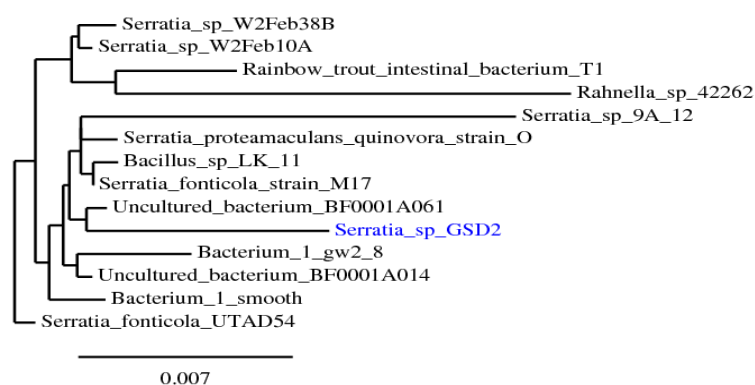 Serratia_sp_W2Feb38B
Serratia_sp_W2Feb10A
Rainbow_trout_intestinal_bacterium_T1
Rahnella_sp_42262
Serratia_sp_9A_12
Serratia_proteamaculans_quinovora_strain_O
Bacillus_sp_LK_11
Serratia_fonticola_strain_M17
Uncultured_bacterium_BF0001A061
Serratia_sp_GSD2
Bacterium_1_gw2_8
Uncultured_bacterium_BF0001A014
Bacterium_1_smooth
Serratia_fonticola_UTAD54
0.007